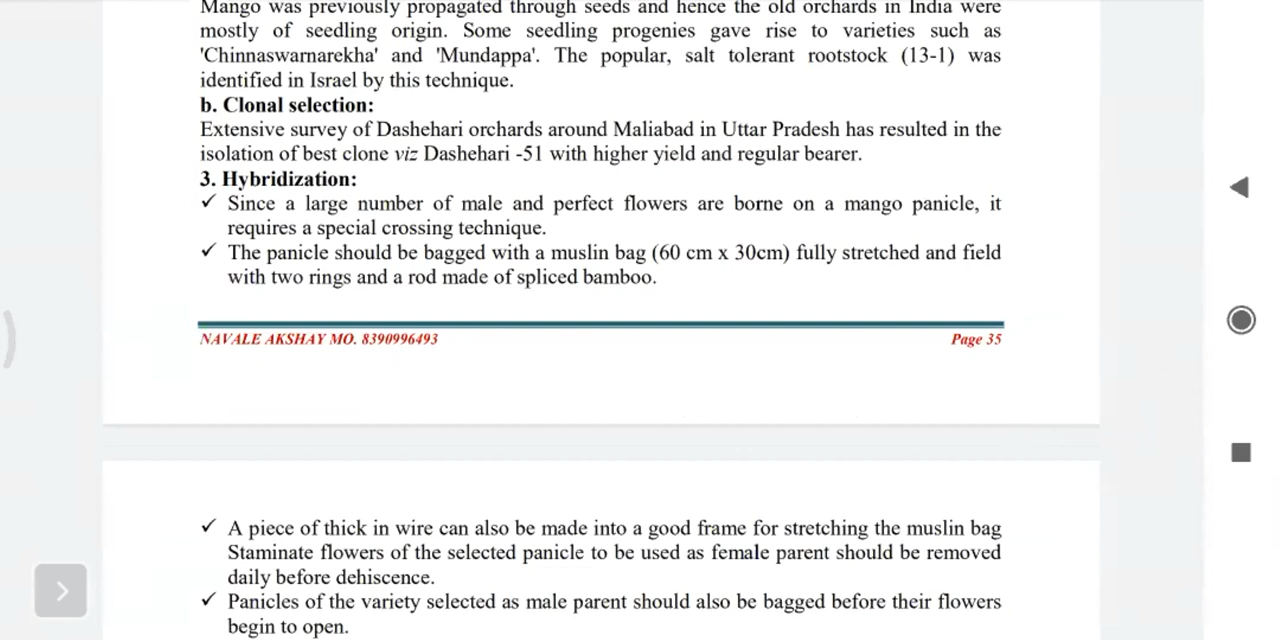 Mango was previously propagated through seeds and hence the old orchards in India were
mostly of seedling origin. Some seedling progenies gave rise to varieties such as
'Chinnaswarnarekha' and 'Mundappa'. The popular, salt tolerant rootstock (13-1) was
identified in Israel by this technique.
b. Clonal selection:
Extensive survey of Dashehari orchards around Maliabad in Uttar Pradesh has resulted in the
isolation of best clone viz Dashehari -51 with higher yield and regular bearer.
3. Hybridization:
✓ Since a large number of male and perfect flowers are borne on a mango panicle, it
requires a special crossing technique.
✓ The panicle should be bagged with a muslin bag (60 cm x 30cm) fully stretched and field
with two rings and a rod made of spliced bamboo.
NAVALE AKSHAY MO. 8390996493 Page 35
✓ A piece of thick in wire can also be made into a good frame for stretching the muslin bag
Staminate flowers of the selected panicle to be used as female parent should be removed
daily before dehiscence.
✓ Panicles of the variety selected as male parent should also be bagged before their flowers
begin to open.